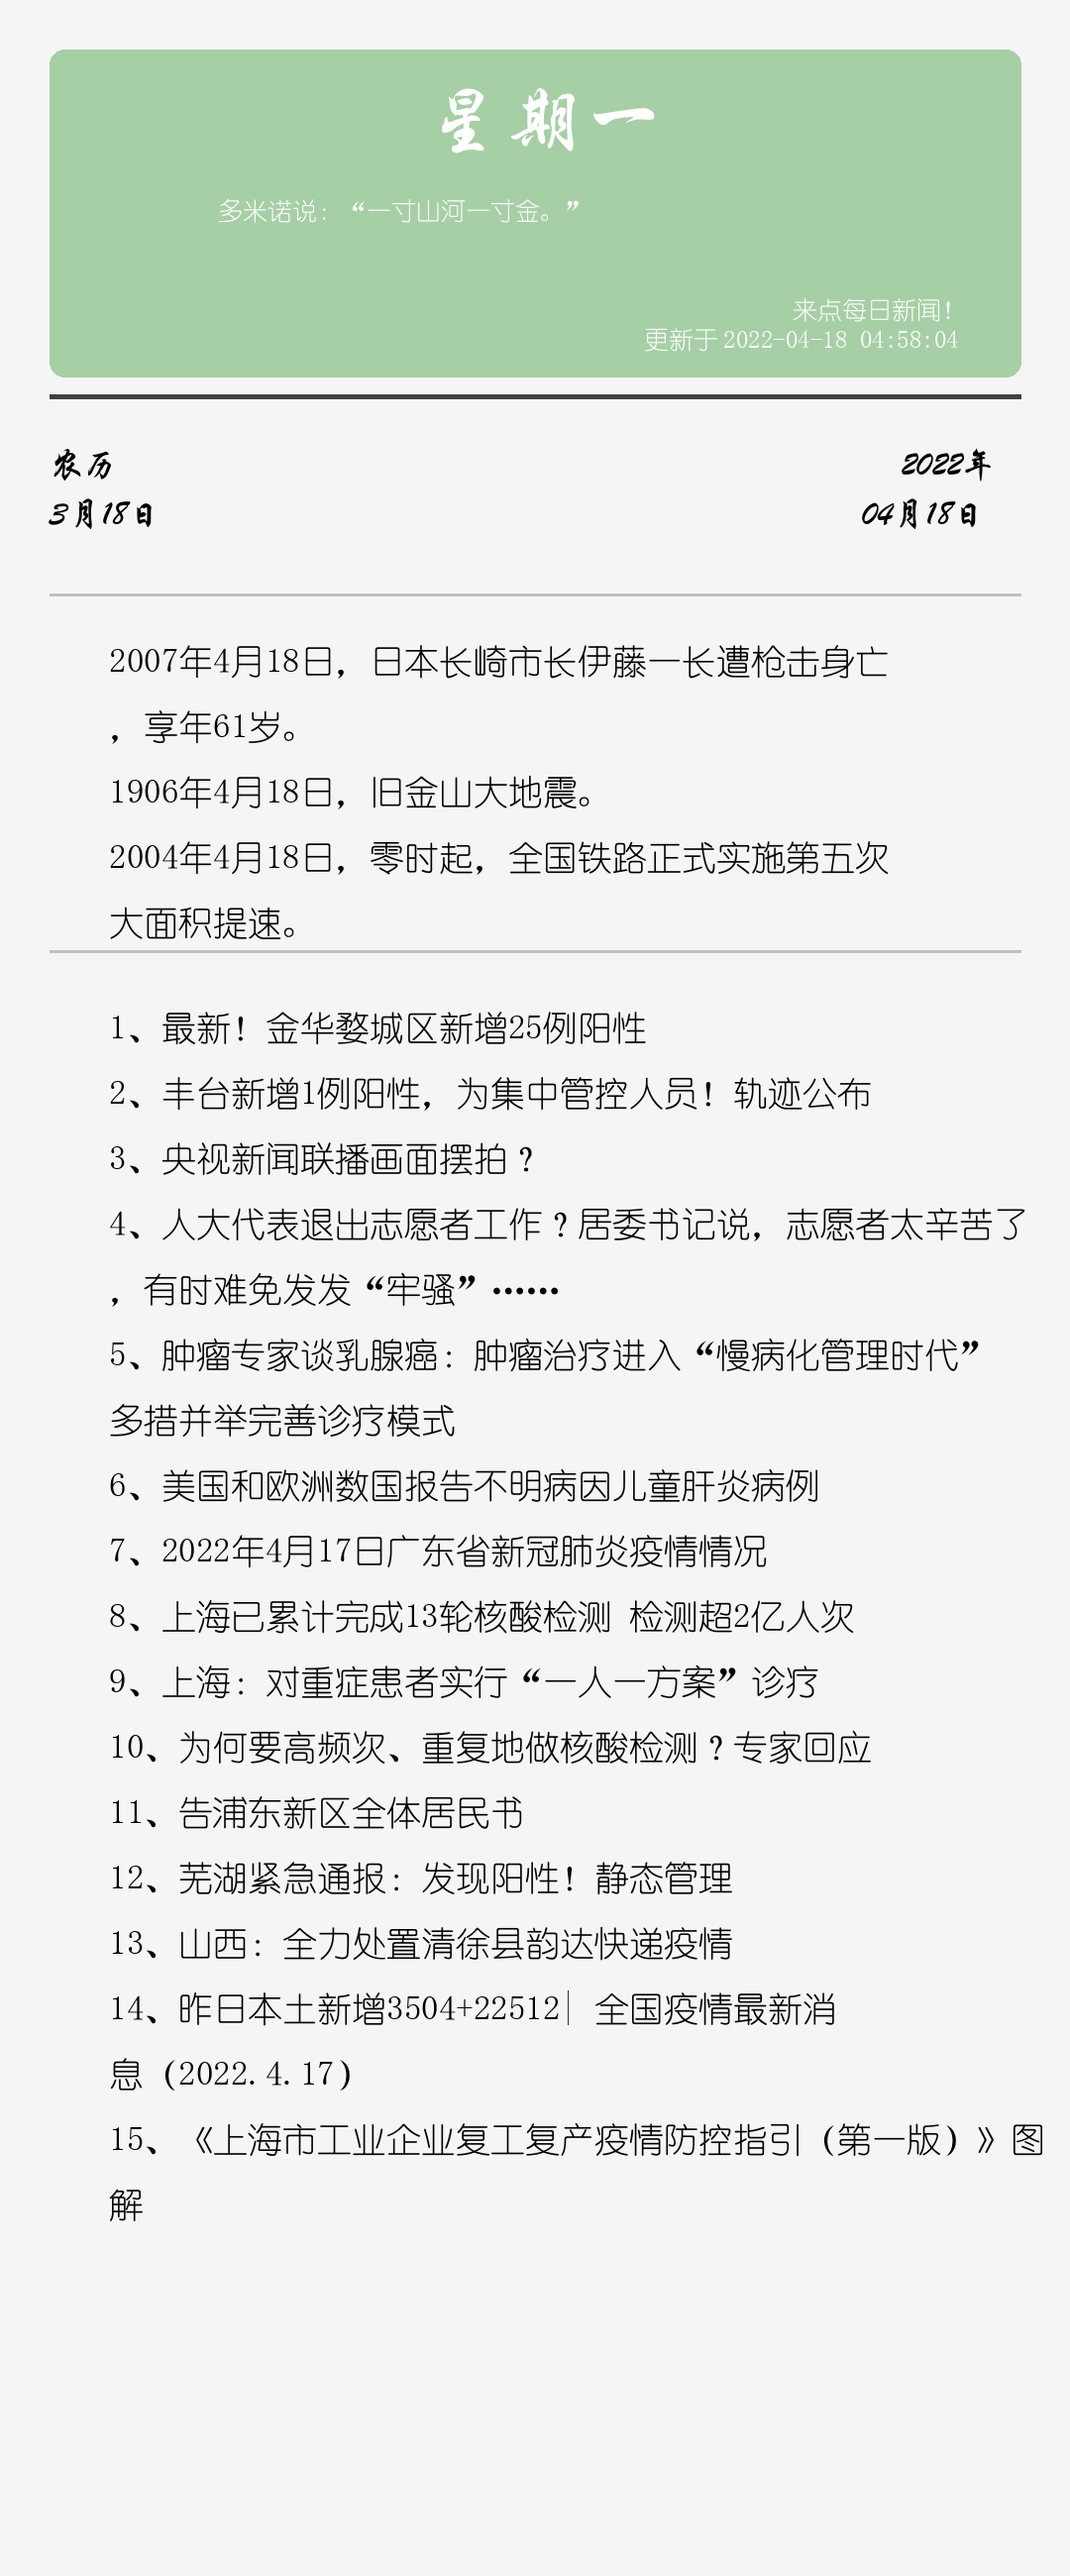 星期一
多米诺说：“一寸山河一寸金。”
来点每日新闻！
更新于 2022-04-18 04:58:04
农历
2022年
3月18日
04月18日
2007年4月18日，日本长崎市长伊藤一长遭枪击身亡
，享年61岁。
1906年4月18日，旧金山大地震。
2004年4月18日，零时起，全国铁路正式实施第五次
大面积提速。
1、最新！金华婺城区新增25例阳性
2、丰台新增1例阳性，为集中管控人员！轨迹公布
3、央视新闻联播画面摆拍？
4、人大代表退出志愿者工作？居委书记说，志愿者太辛苦了
，有时难免发发“牢骚”……
5、肿瘤专家谈乳腺癌：肿瘤治疗进入“慢病化管理时代”
多措并举完善诊疗模式
6、美国和欧洲数国报告不明病因儿童肝炎病例
7、2022年4月17日广东省新冠肺炎疫情情况
8、上海已累计完成13轮核酸检测 检测超2亿人次
9、上海：对重症患者实行“一人一方案”诊疗
10、为何要高频次、重复地做核酸检测？专家回应
11、告浦东新区全体居民书
12、芜湖紧急通报：发现阳性！静态管理
13、山西：全力处置清徐县韵达快递疫情
14、昨日本土新增3504+22512| 全国疫情最新消
息（2022.4.17）
15、《上海市工业企业复工复产疫情防控指引（第一版）》图
解